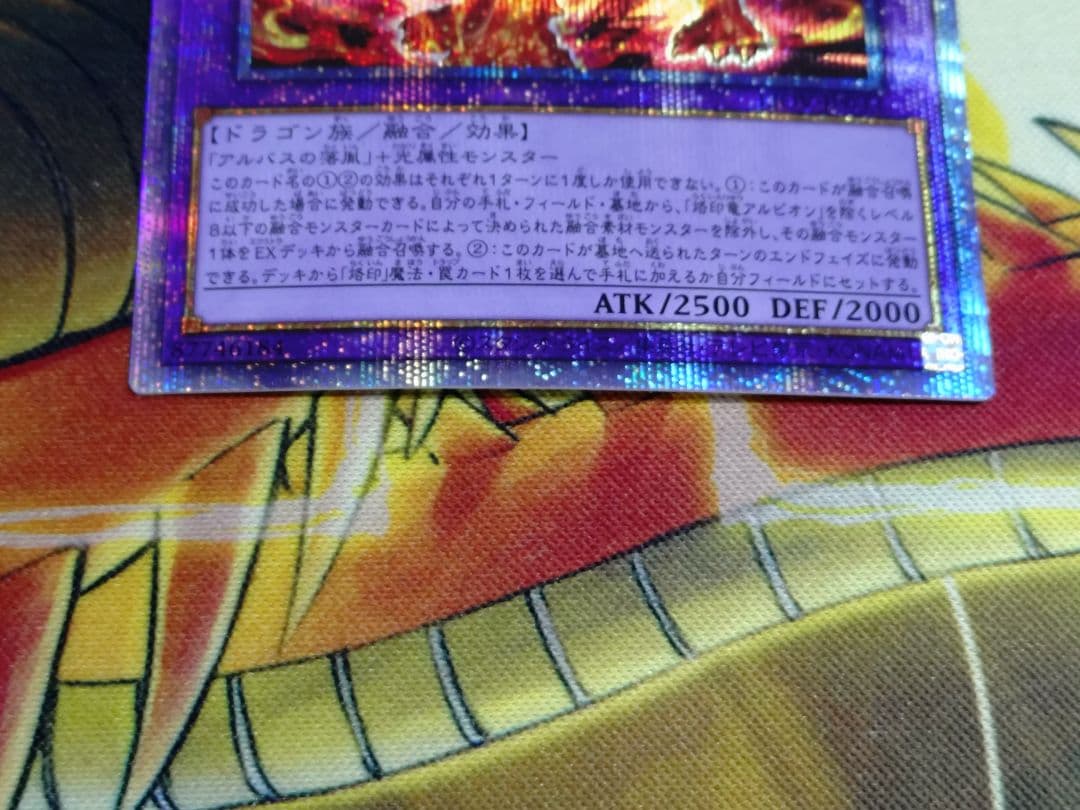 【ドラゴン族／融合／効果】
「アルバスの落胤」＋光属性モンスター
このカード名の①②の効果はそれぞれ１ターンに１度しか使用できない。①：このカードが融合召喚
に成功した場合に発動できる。自分の手札・フィールド・墓地から、「烙印竜アルビオン」を除くレベル
８以下の融合モンスターカードによって決められた融合素材モンスターを除外し、その融合モンスター
１体をEXデッキから融合召喚する。②：このカードが墓地へ送られたターンのエンドフェイズに発動
できる。デッキから「烙印」魔法・罠カード１枚を選んで手札に加えるか自分フィールドにセットする。
ATK/2500 DEF/2000
87746184